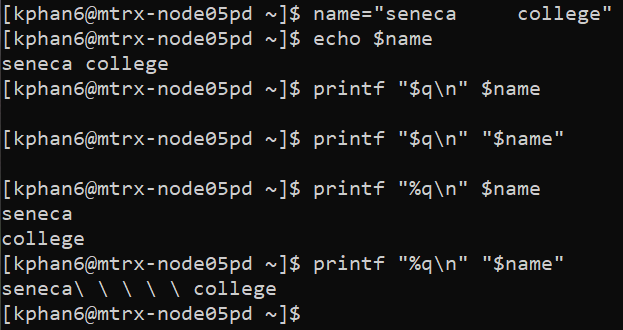 [kphan6@mtrx-node05pd ~]$ name="seneca     college"
[kphan6@mtrx-node05pd ~]$ echo $name
seneca college
[kphan6@mtrx-node05pd ~]$ printf "$q\n" $name
[kphan6@mtrx-node05pd ~]$ printf "$q\n" "$name"
[kphan6@mtrx-node05pd ~]$ printf "%q\n" $name
seneca
college
[kphan6@mtrx-node05pd ~]$ printf "%q\n" "$name"
seneca\ \ \ \ \ college
[kphan6@mtrx-node05pd ~]$